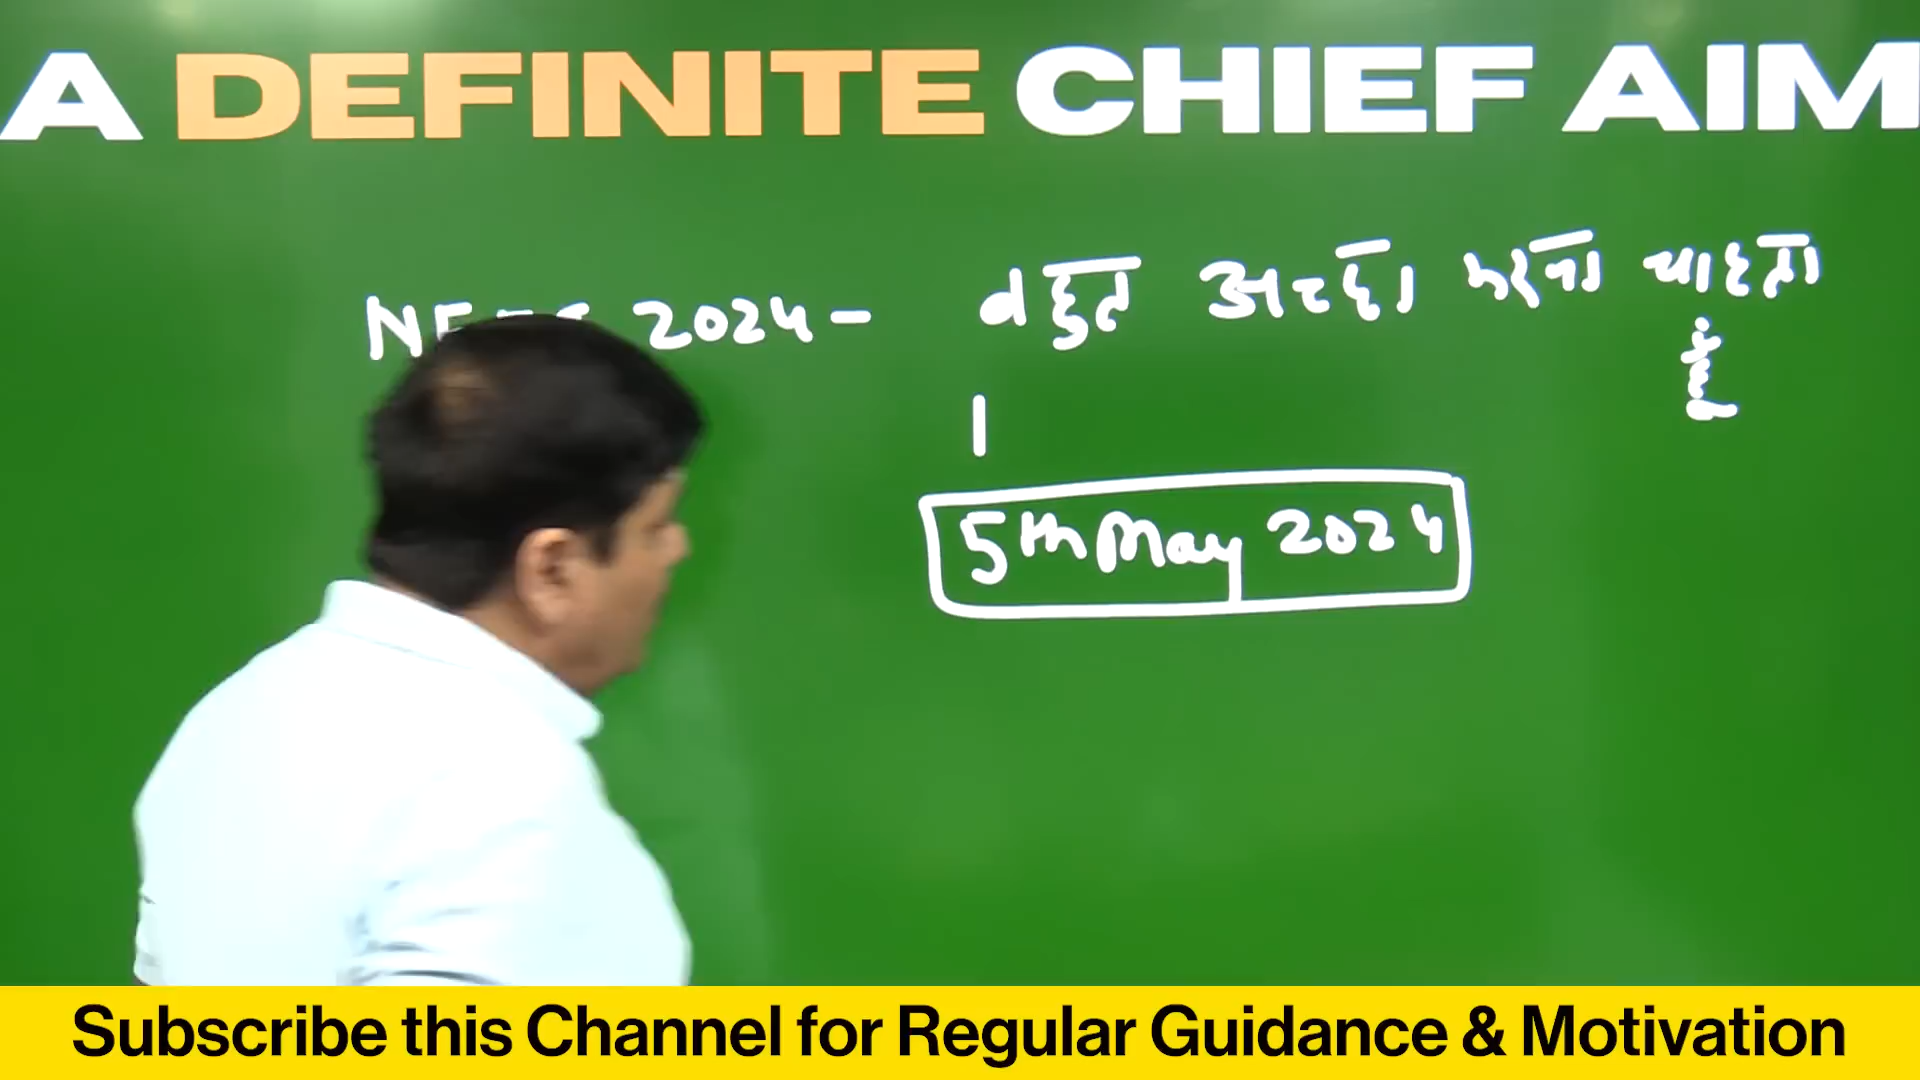 A DEFINITE CHIEF AIM
2024 - बहुत अच्छा करना चाहता
हूँ
5th May 2024
Subscribe this Channel for Regular Guidance & Motivation